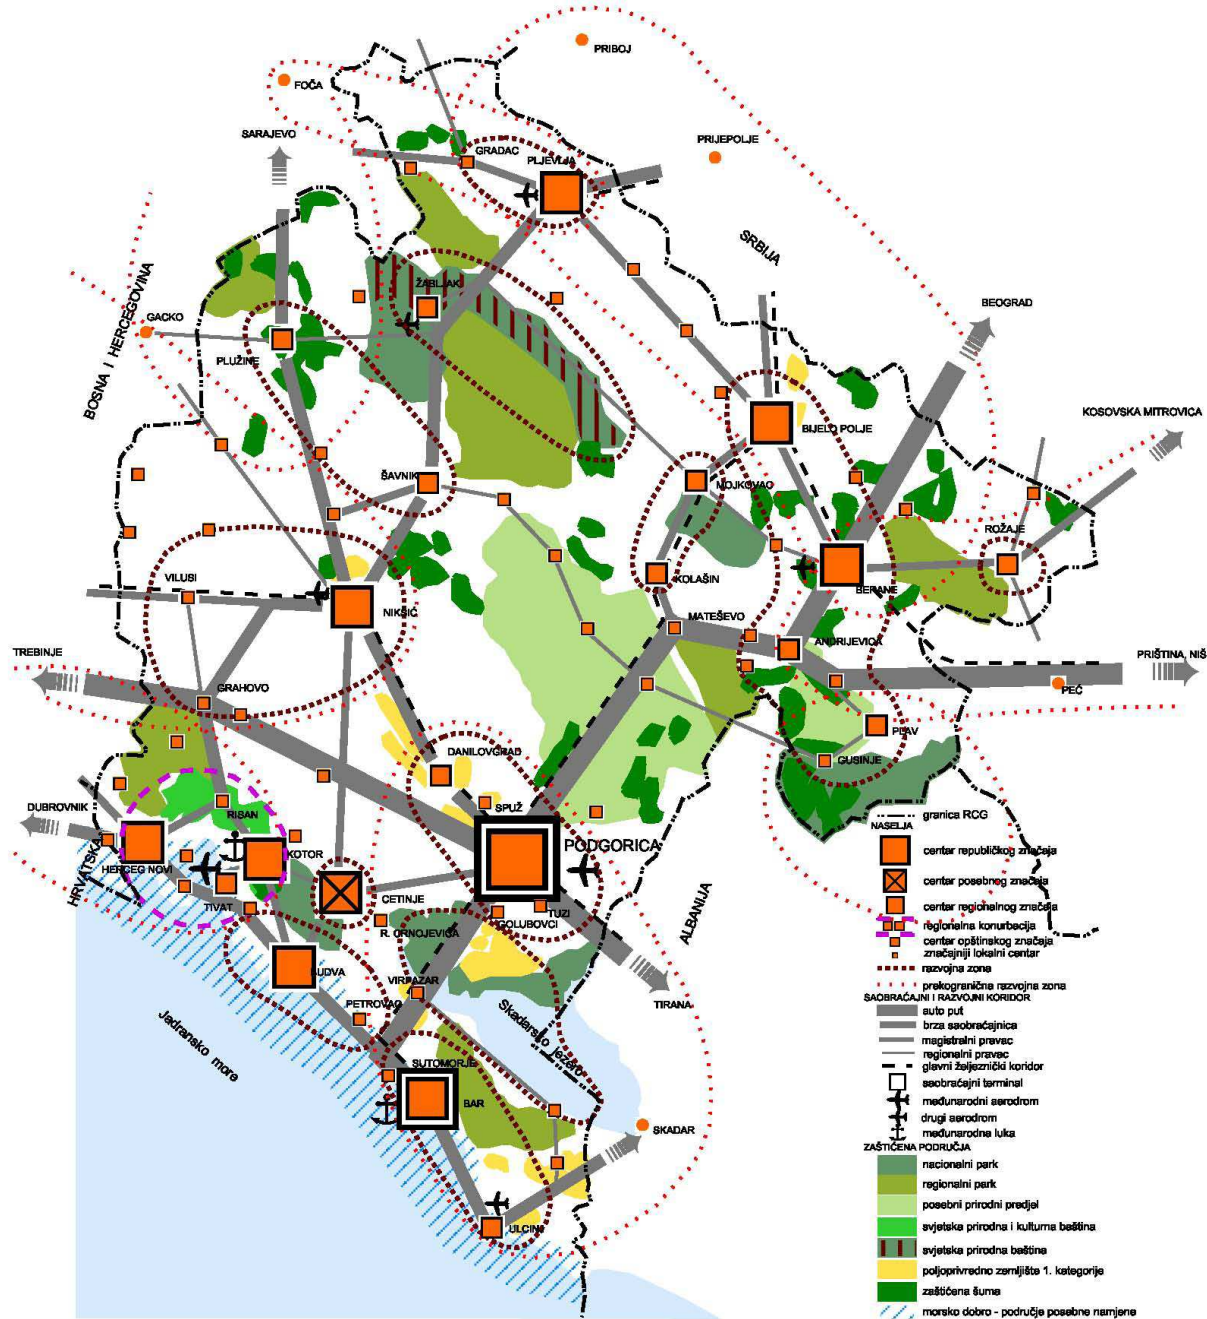 PRIBOJ
FOČA
SARAJEVO
PRIJEPOLJE
GRADAC
PLJEVLJA
SRBIJA
BEOGRAD
BOSNA I HERCEGOVINA
ŽABLJAK
GACKO
PLUŽINE
KOSOVSKA MITROVICA
BIJELO POLJE
ŠAVNIK
MOJKOVAC
ROŽAJE
VILUSI
KOLAŠIN
BERANE
NIKŠIĆ
MATEŠEVO
ANDRIJEVICA
TREBINJE
PRIŠTINA, NIŠ
PEĆ
GRAHOVO
PLAV
DANILOVGRAD
GUSINJE
SPUŽ
DUBROVNIK
RISAN
PODGORICA
HRVATSKA
HERCEG NOVI
KOTOR
TIVAT
CETINJE
TUZI
GOLUBOVCI
R. CRNOJEVIĆA
ALBANIJA
BUDVA
VIRPAZAR
PETROVAC
TIRANA
Skadarsko jezero
Jadransko more
SUTOMORJE
BAR
SKADAR
ULCINJ
granica RCG
NASELJA
centar republičkog značaja
centar posebnog značaja
centar regionalnog značaja
regionalna konurbacija
centar opštinskog značaja
značajniji lokalni centar
razvojna zona
prekogranična razvojna zona
SAOBRAĆAJNI I RAZVOJNI KORIDOR
auto put
brza saobraćajnica
magistralni pravac
regionalni pravac
glavni željeznički koridor
saobraćajni terminal
međunarodni aerodrom
drugi aerodrom
međunarodna luka
ZAŠTIĆENA PODRUČJA
nacionalni park
regionalni park
posebni prirodni predjel
svjetska prirodna i kulturna baština
svjetska prirodna baština
poljoprivredno zemljište 1. kategorije
zaštićena šuma
morsko dobro - područje posebne namjene